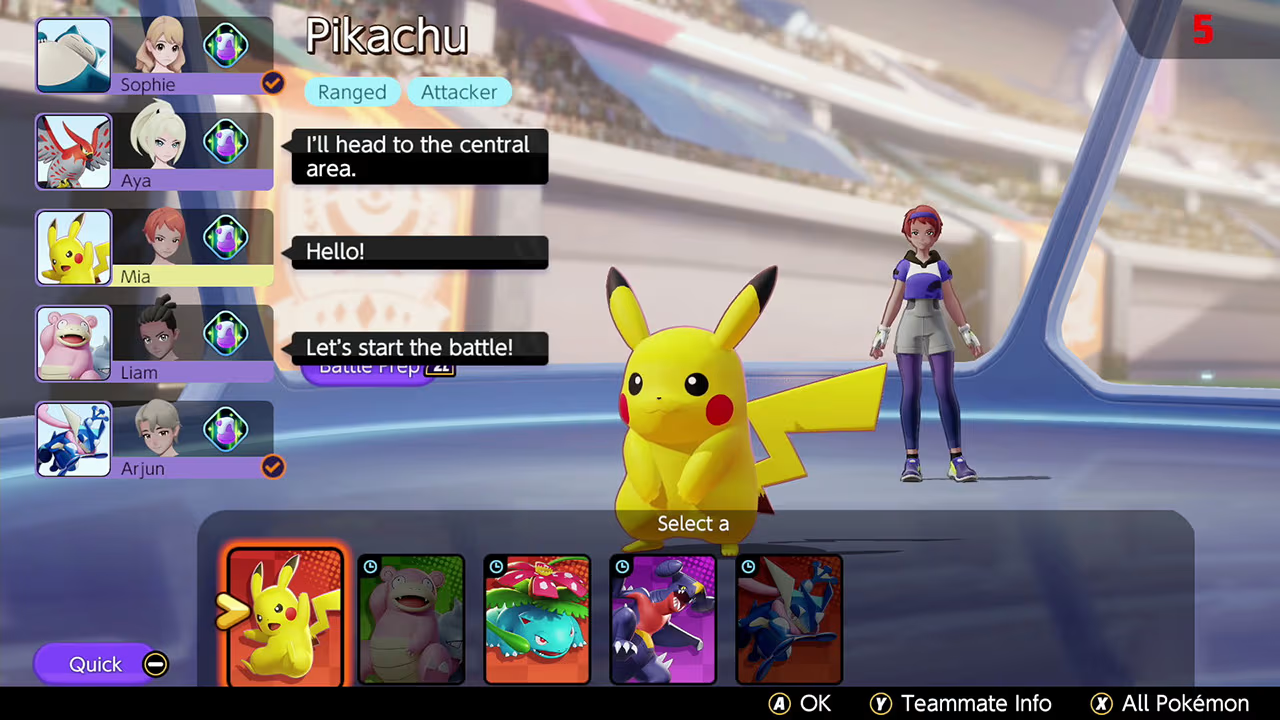 Pikachu
5
Ranged
Attacker
Sophie
I'll head to the central
area.
Aya
Hello!
Mia
Let's start the battle!
Battle Prep ZL
Liam
Arjun
Select a
Quick
A OK
Y Teammate Info
X All Pokémon